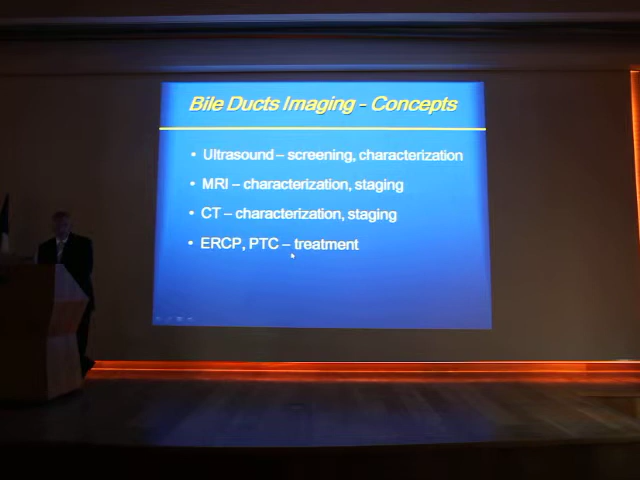 Bile Ducts Imaging - Concepts
• Ultrasound – screening, characterization
• MRI – characterization, staging
• CT – characterization, staging
• ERCP, PTC – treatment